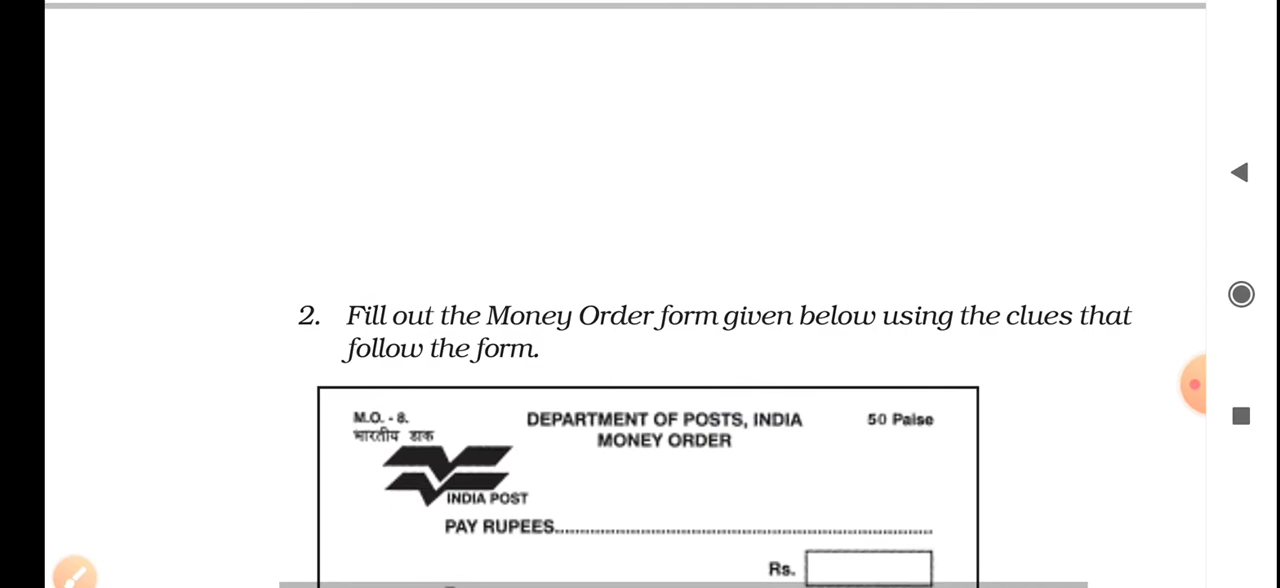 2. Fill out the Money Order form given below using the clues that
follow the form.
M.O. - 8.
भारतीय डाक
DEPARTMENT OF POSTS, INDIA
MONEY ORDER
50 Paise
INDIA POST
PAY RUPEES................................................................................
Rs.